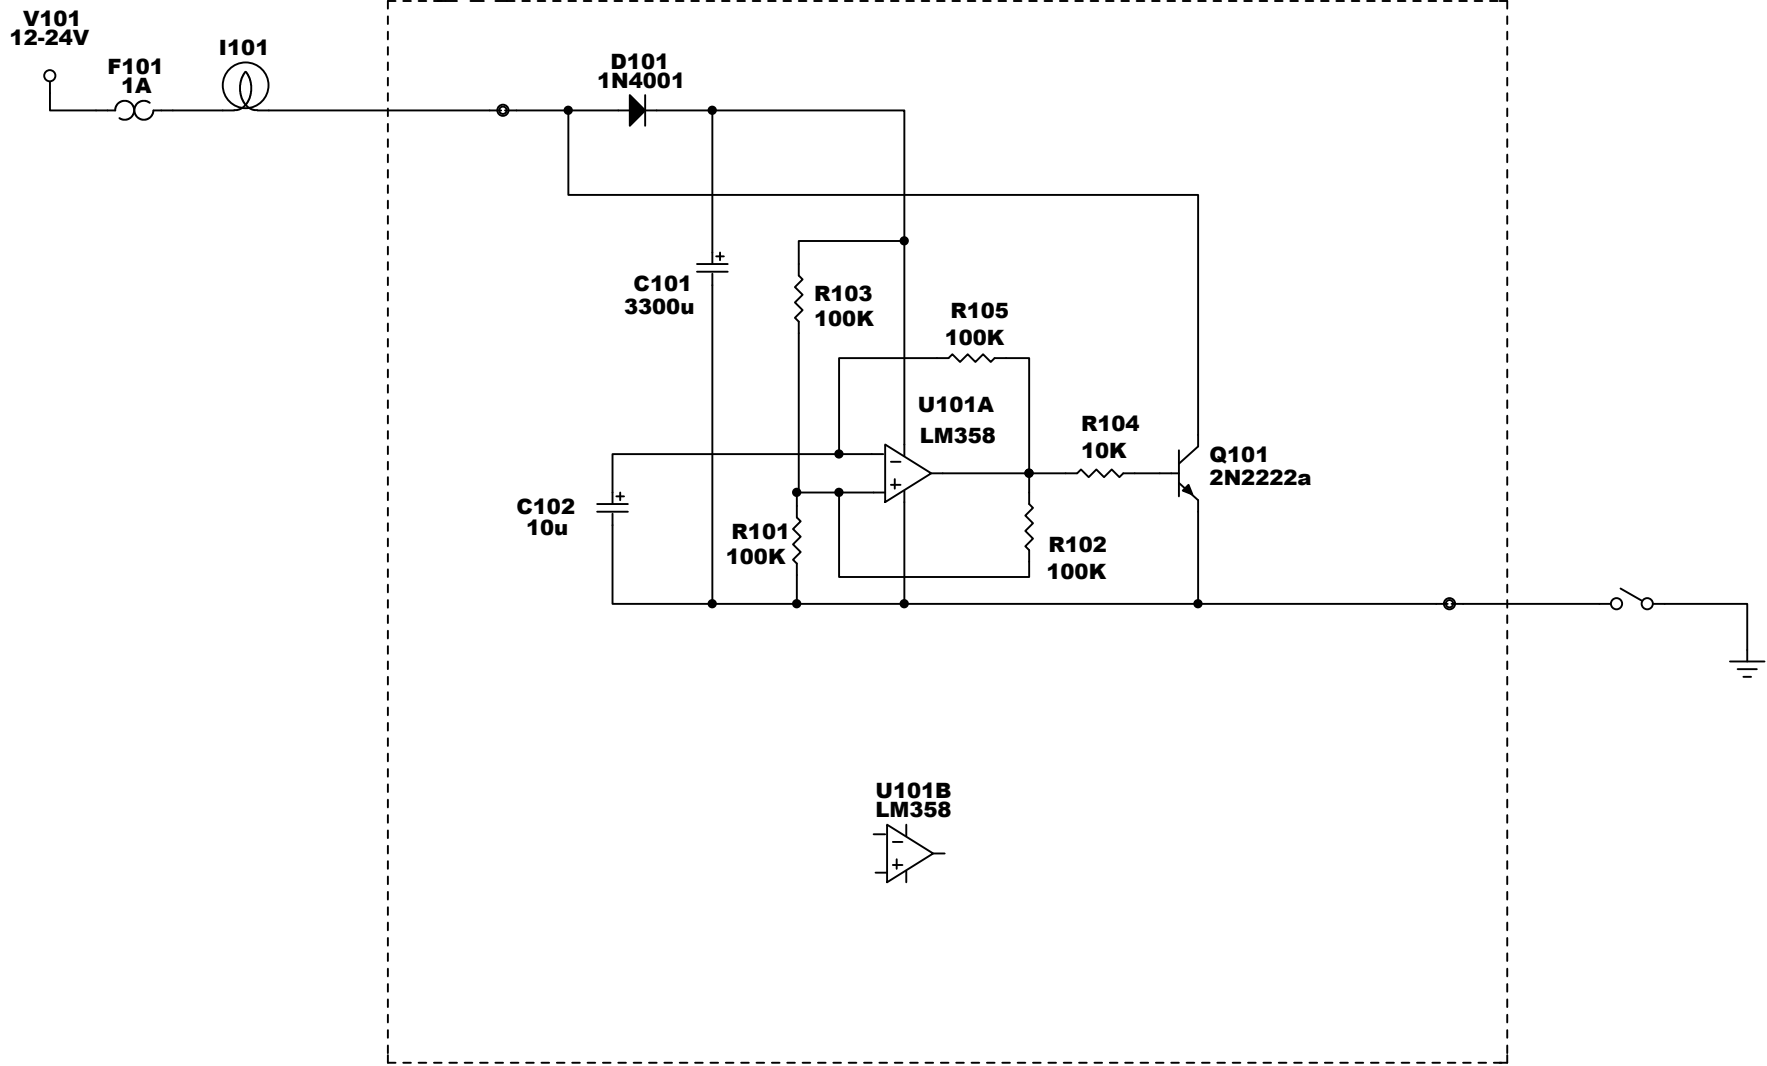 V101
12-24V
F101
1A
I101
D101
1N4001
C101
3300u
R103
100K
R105
100K
U101A
LM358
R104
10K
Q101
2N2222a
C102
10u
R101
100K
R102
100K
U101B
LM358